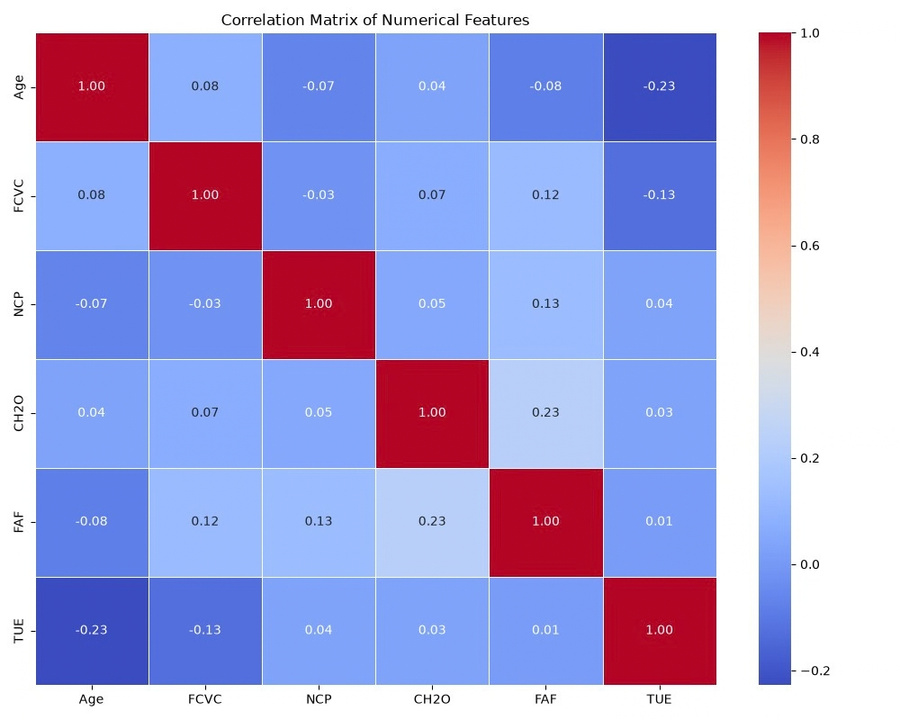 Correlation Matrix of Numerical Features
Age 1.00 0.08 -0.07 0.04 -0.08 -0.23
FCVC 0.08 1.00 -0.03 0.07 0.12 -0.13
NCP -0.07 -0.03 1.00 0.05 0.13 0.04
CH2O 0.04 0.07 0.05 1.00 0.23 0.03
FAF -0.08 0.12 0.13 0.23 1.00 0.01
TUE -0.23 -0.13 0.04 0.03 0.01 1.00
Age FCVC NCP CH2O FAF TUE
1.0
0.8
0.6
0.4
0.2
0.0
−0.2